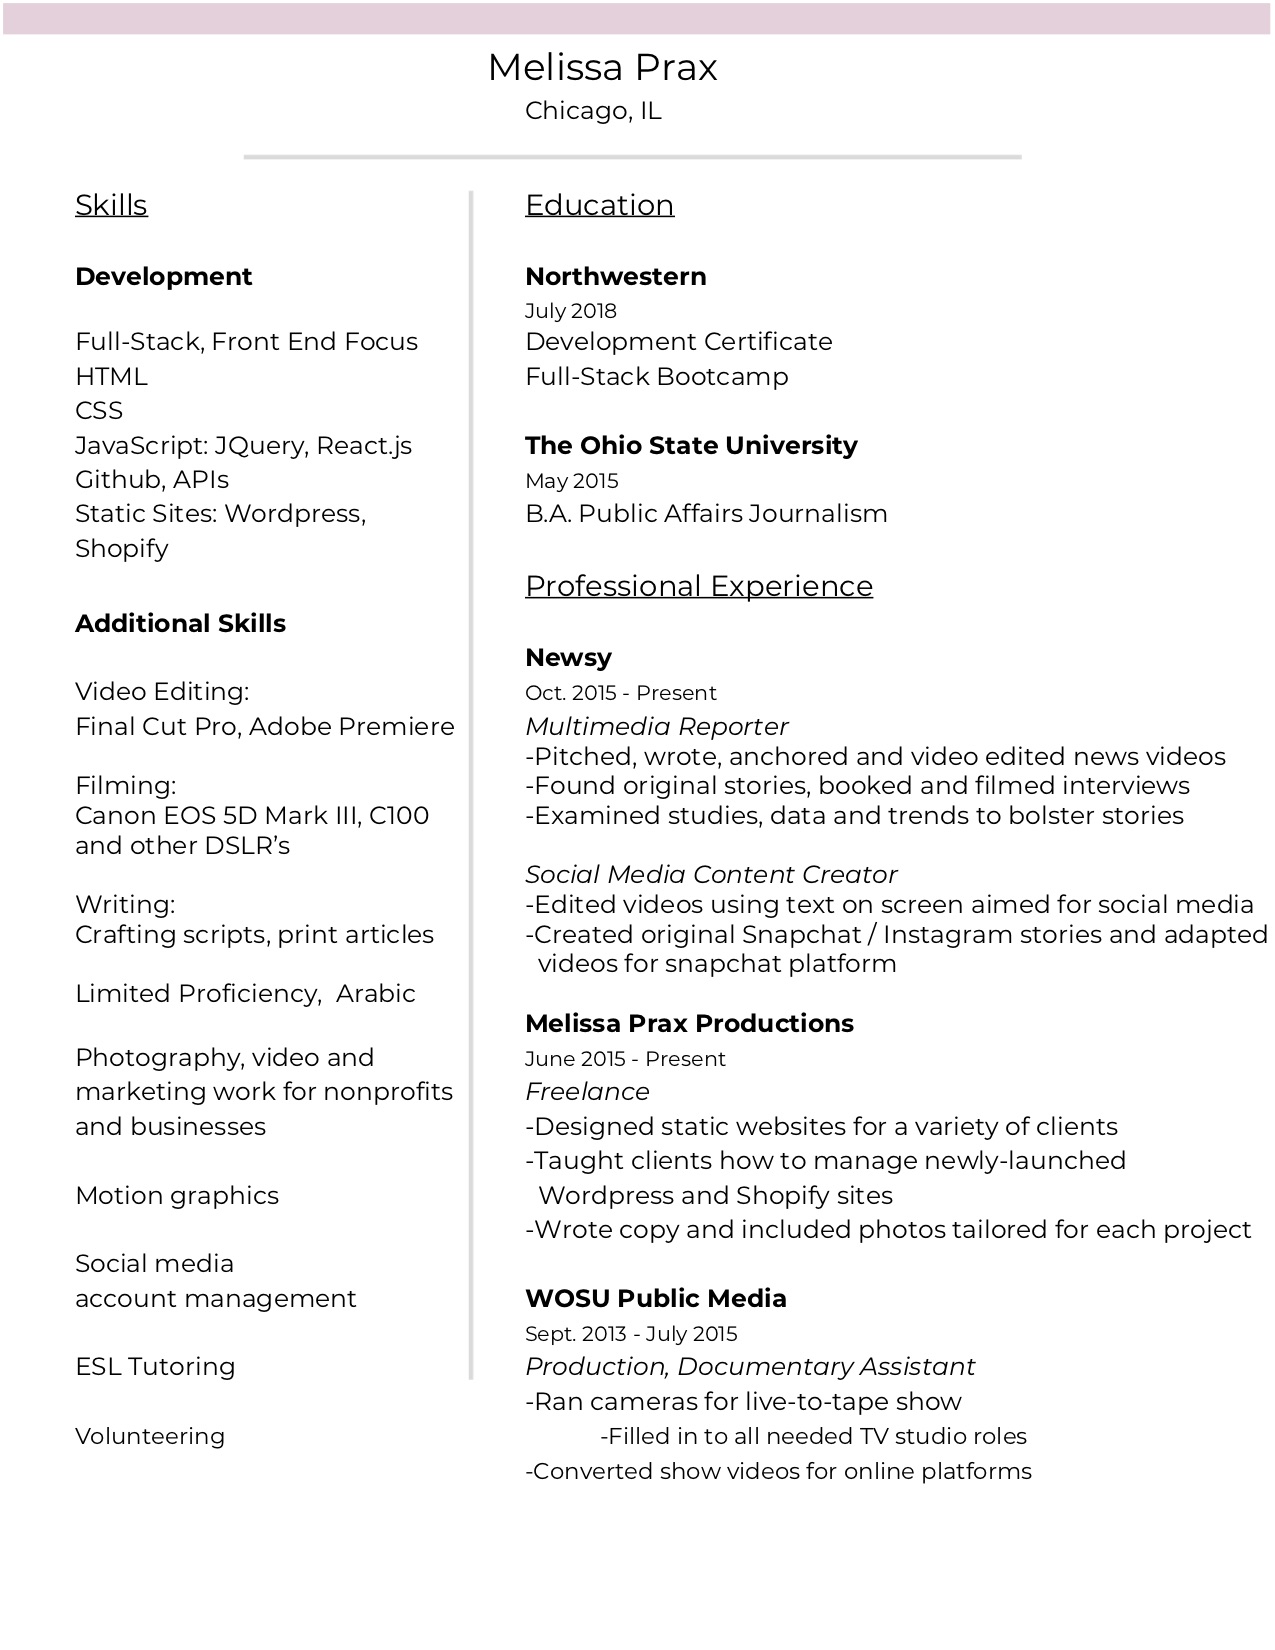 Melissa Prax
Chicago, IL
Skills
Development
Full-Stack, Front End Focus
HTML
CSS
JavaScript: JQuery, React.js
Github, APIs
Static Sites: Wordpress,
Shopify
Additional Skills
Video Editing:
Final Cut Pro, Adobe Premiere
Filming:
Canon EOS 5D Mark III, C100
and other DSLR’s
Writing:
Crafting scripts, print articles
Limited Proficiency,  Arabic
Photography, video and
marketing work for nonprofits
and businesses
Motion graphics
Social media
account management
ESL Tutoring
Volunteering
Education
Northwestern
July 2018
Development Certificate
Full-Stack Bootcamp
The Ohio State University
May 2015
B.A. Public Affairs Journalism
Professional Experience
Newsy
Oct. 2015 - Present
Multimedia Reporter
-Pitched, wrote, anchored and video edited news videos
-Found original stories, booked and filmed interviews
-Examined studies, data and trends to bolster stories
Social Media Content Creator
-Edited videos using text on screen aimed for social media
-Created original Snapchat / Instagram stories and adapted
videos for snapchat platform
Melissa Prax Productions
June 2015 - Present
Freelance
-Designed static websites for a variety of clients
-Taught clients how to manage newly-launched
Wordpress and Shopify sites
-Wrote copy and included photos tailored for each project
WOSU Public Media
Sept. 2013 - July 2015
Production, Documentary Assistant
-Ran cameras for live-to-tape show
-Filled in to all needed TV studio roles
-Converted show videos for online platforms